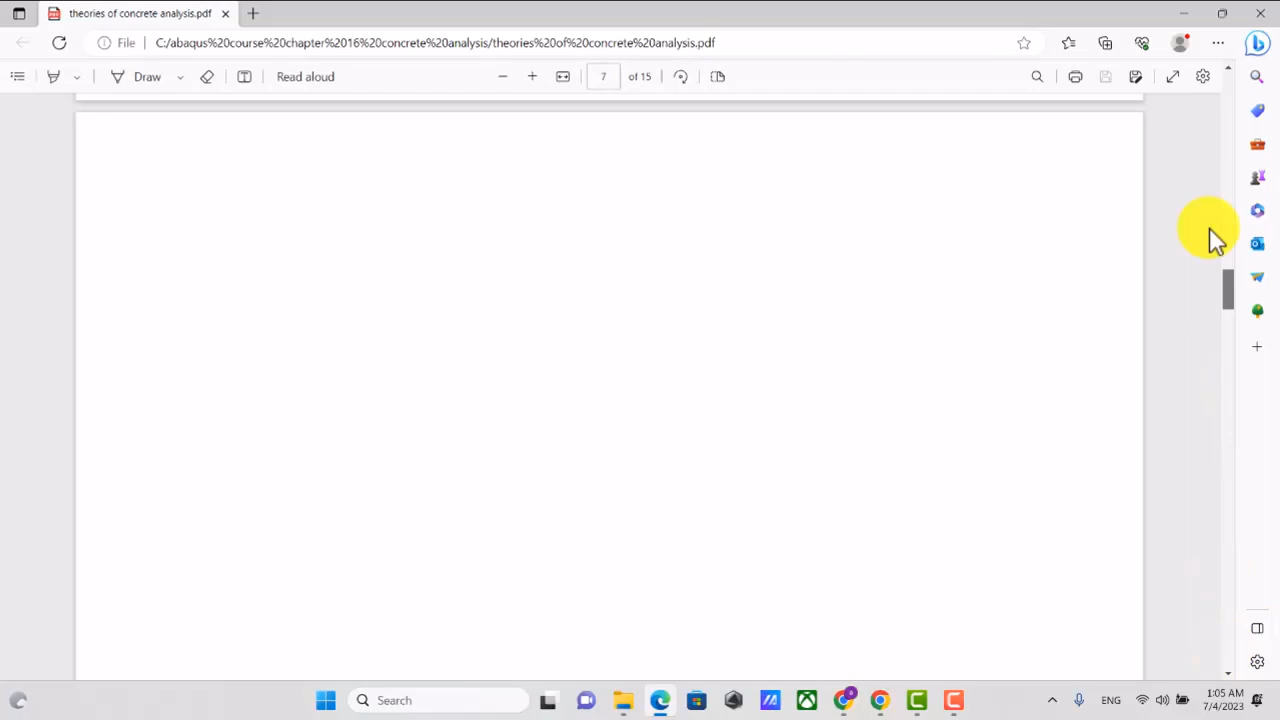 theories of concrete analysis.pdf
File
C:/abaqus%20course%20chapter%2016%20concrete%20analysis/theories%20of%20concrete%20analysis.pdf
Draw
Read aloud
7 of 15
Search
ENG
1:05 AM
7/4/2023